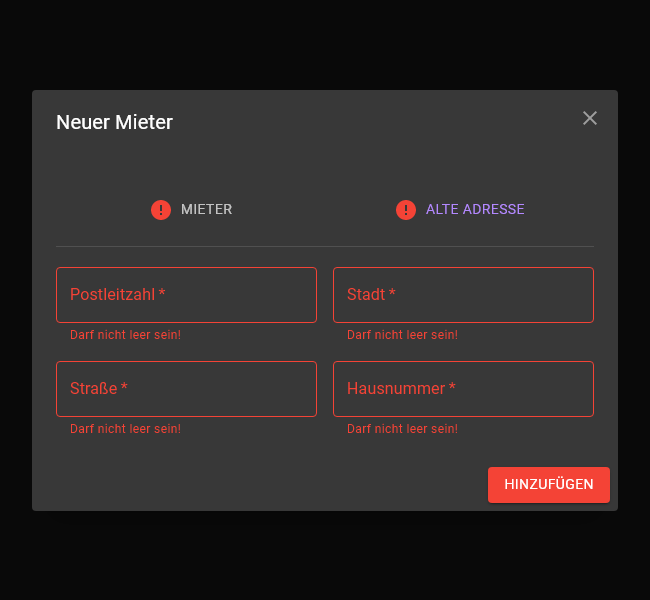 Neuer Mieter
MIETER
ALTE ADRESSE
Postleitzahl *
Stadt *
Darf nicht leer sein!
Darf nicht leer sein!
Straße *
Hausnummer *
Darf nicht leer sein!
Darf nicht leer sein!
HINZUFÜGEN